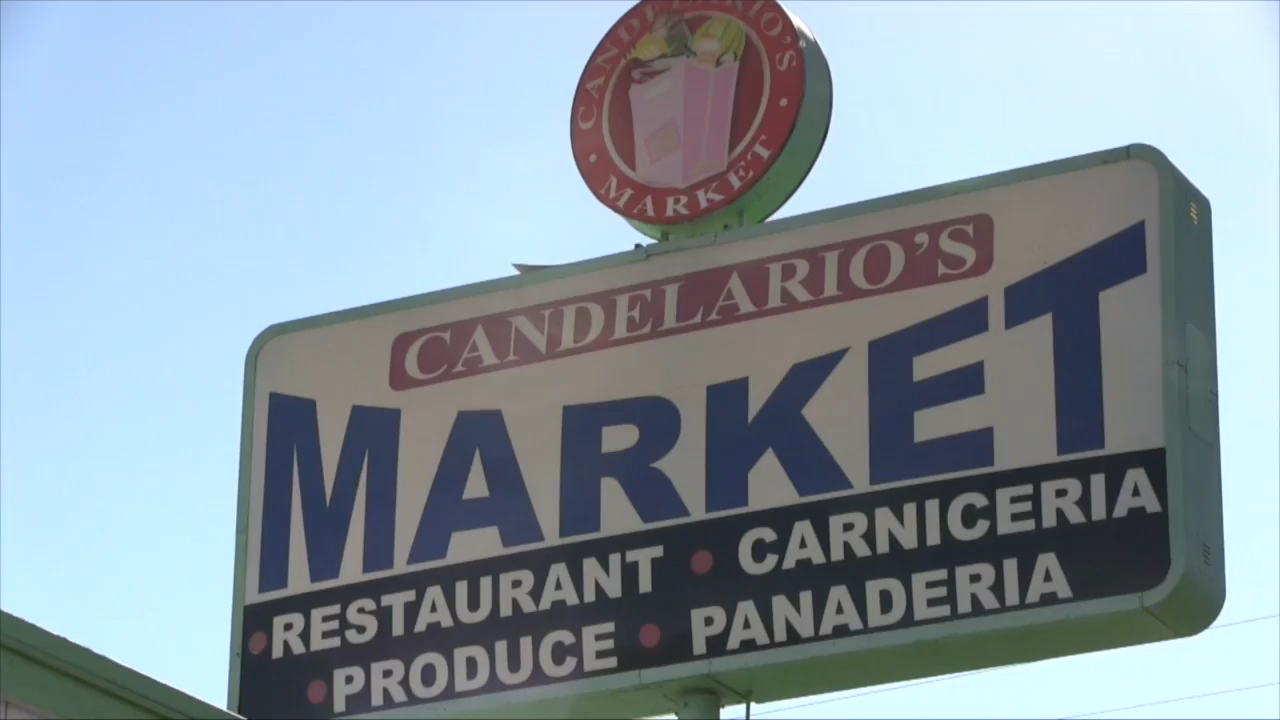 CANDELARIO'S
MARKET
CANDELARIO'S
MARKET
• RESTAURANT • CARNICERIA
• PRODUCE • PANADERIA